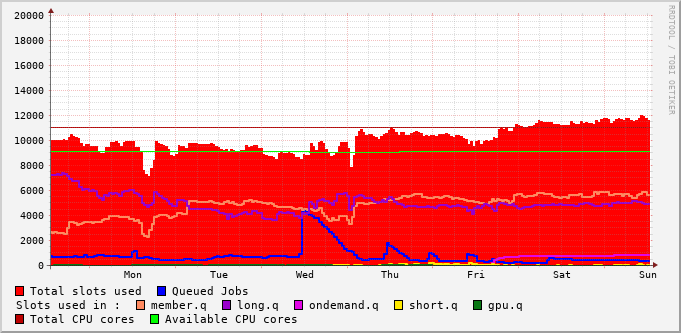 20000
18000
16000
14000
12000
10000
8000
6000
4000
2000
0
Mon Tue Wed Thu Fri Sat Sun
Total slots used Queued Jobs
Slots used in : member.q long.q ondemand.q short.q gpu.q
Total CPU cores Available CPU cores
RRDTOOL / TOBI OETIKER